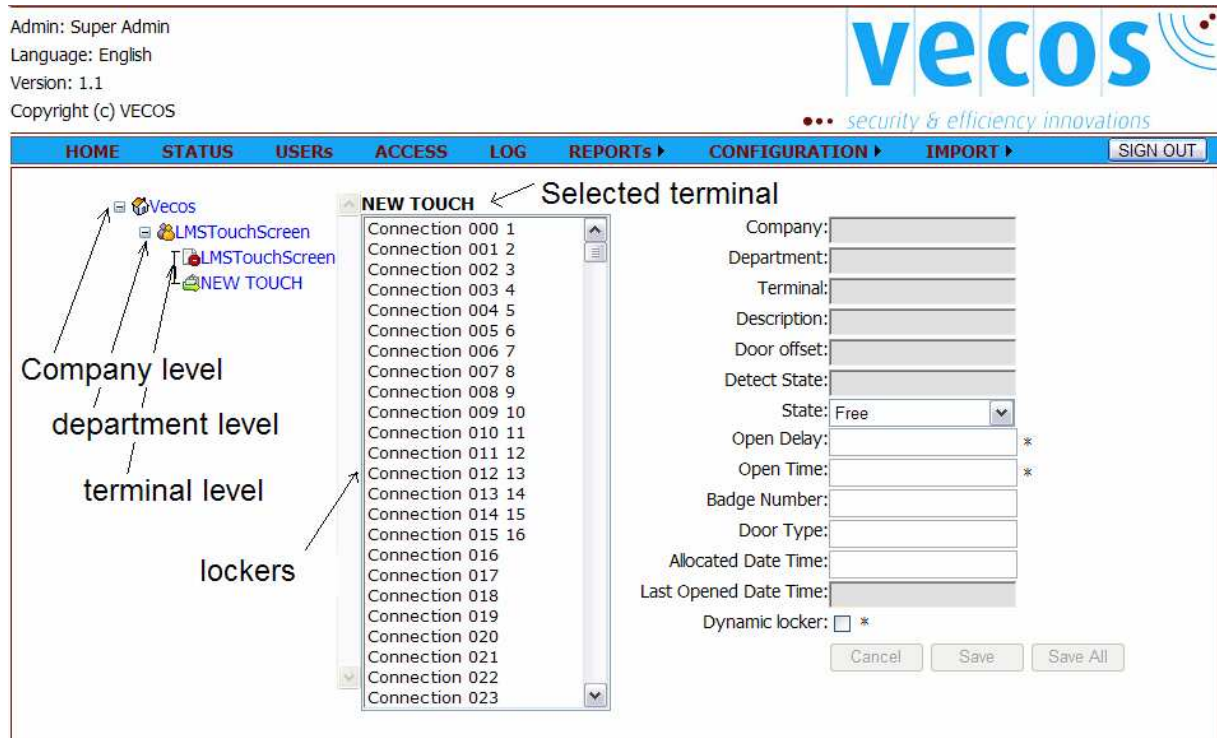 Admin: Super Admin
Language: English
Version: 1.1
Copyright (c) VECOS
vecos
security & efficiency innovations
HOME STATUS USERs ACCESS LOG REPORTs CONFIGURATION IMPORT SIGN OUT
Vecos
LMSTouchScreen
LMSTouchScreen
NEW TOUCH
Company level
department level
terminal level
lockers
NEW TOUCH
Selected terminal
Connection 000 1
Connection 001 2
Connection 002 3
Connection 003 4
Connection 004 5
Connection 005 6
Connection 006 7
Connection 007 8
Connection 008 9
Connection 009 10
Connection 010 11
Connection 011 12
Connection 012 13
Connection 013 14
Connection 014 15
Connection 015 16
Connection 016
Connection 017
Connection 018
Connection 019
Connection 020
Connection 021
Connection 022
Connection 023
Company:
Department:
Terminal:
Description:
Door offset:
Detect State:
State: Free
Open Delay: *
Open Time: *
Badge Number:
Door Type:
Allocated Date Time:
Last Opened Date Time:
Dynamic locker: *
Cancel Save Save All